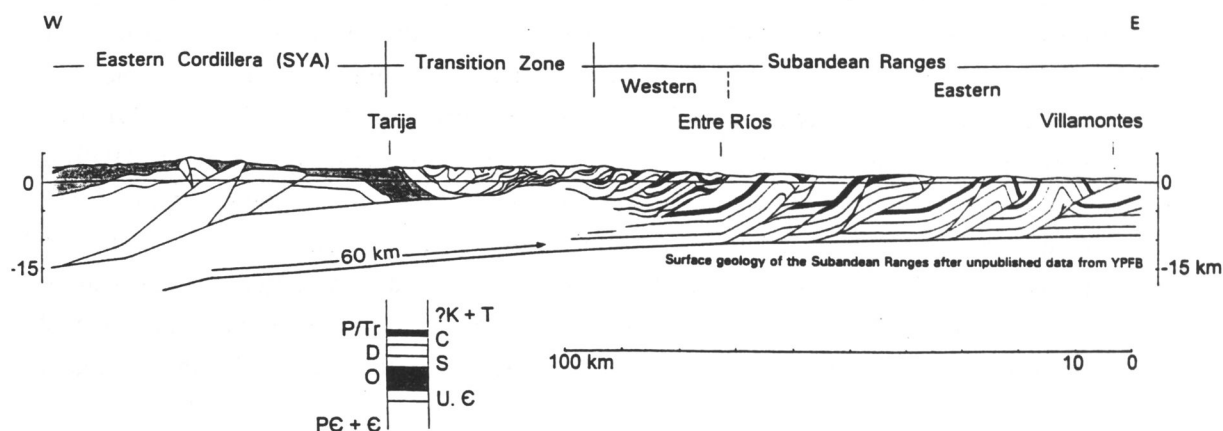 W E
Eastern Cordillera (SYA) Transition Zone Subandean Ranges
Western Eastern
Tarija Entre Ríos Villamontes
0 0
60 km
Surface geology of the Subandean Ranges after unpublished data from YPFB
-15 -15 km
?K + T
P/Tr C
D S
O
U. Є
PЄ + Є
100 km 10 0